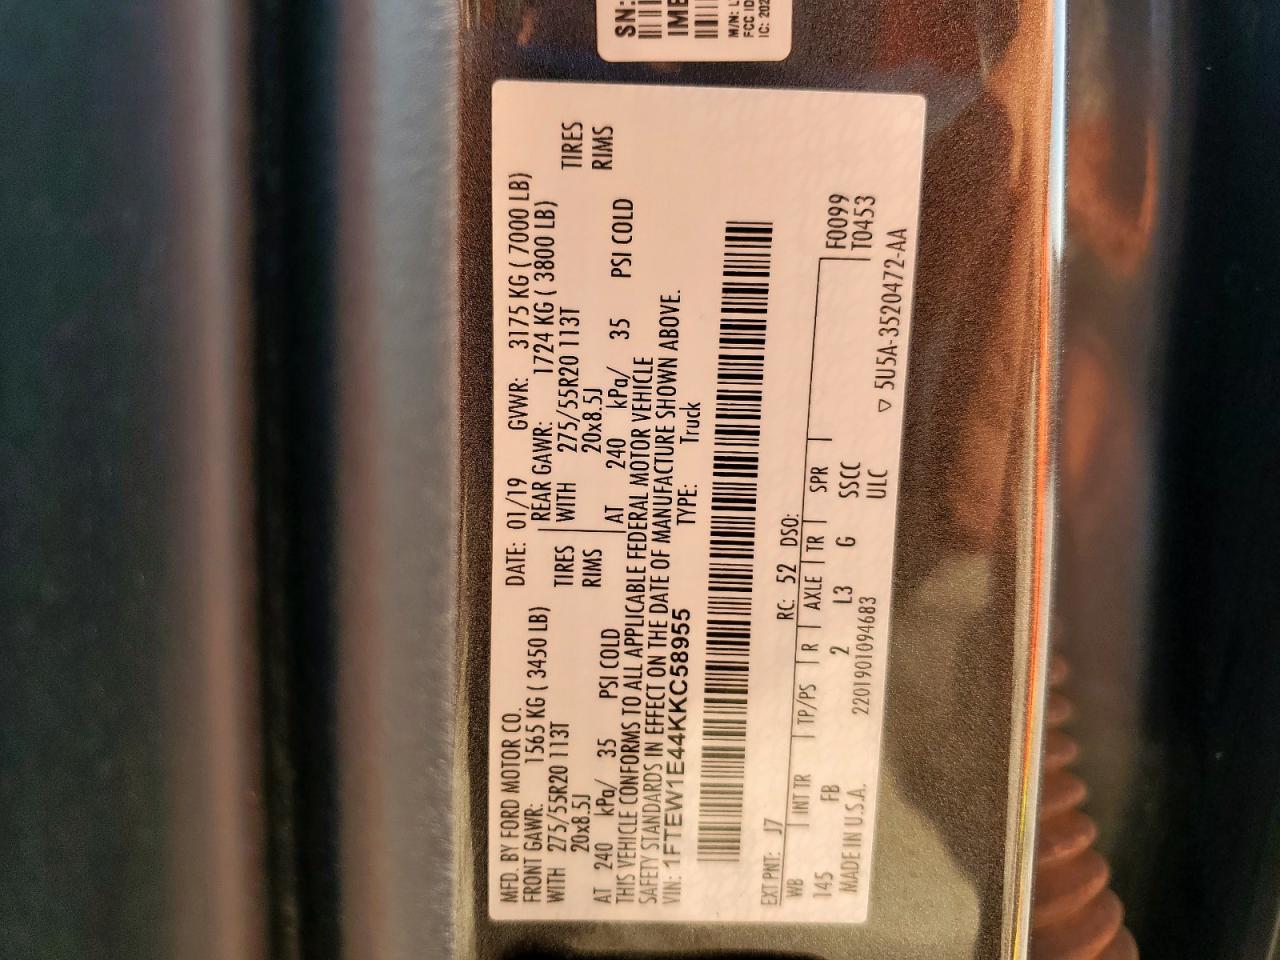 SN:
IME
M/N: L
FCC ID
IC: 202
MFD. BY FORD MOTOR CO. DATE: 01/19 GVWR: 3175 KG ( 7000 LB)
FRONT GAWR: 1565 KG ( 3450 LB) REAR GAWR: 1724 KG ( 3800 LB)
WITH 275/55R20 113T TIRES WITH 275/55R20 113T TIRES
20x8.5J RIMS 20x8.5J RIMS
AT 240 kPa/ 35 PSI COLD AT 240 kPa/ 35 PSI COLD
THIS VEHICLE CONFORMS TO ALL APPLICABLE FEDERAL MOTOR VEHICLE
SAFETY STANDARDS IN EFFECT ON THE DATE OF MANUFACTURE SHOWN ABOVE.
VIN: 1FTEW1E44KKC58955 TYPE: Truck
EXT PNT: J7 RC: 52 DSO:
WB INT TR TP/PS R AXLE TR SPR F0099
145 FB 2 L3 G SSCC T0453
MADE IN U.S.A. 2201901094683 ULC ▽ 5U5A-3520472-AA